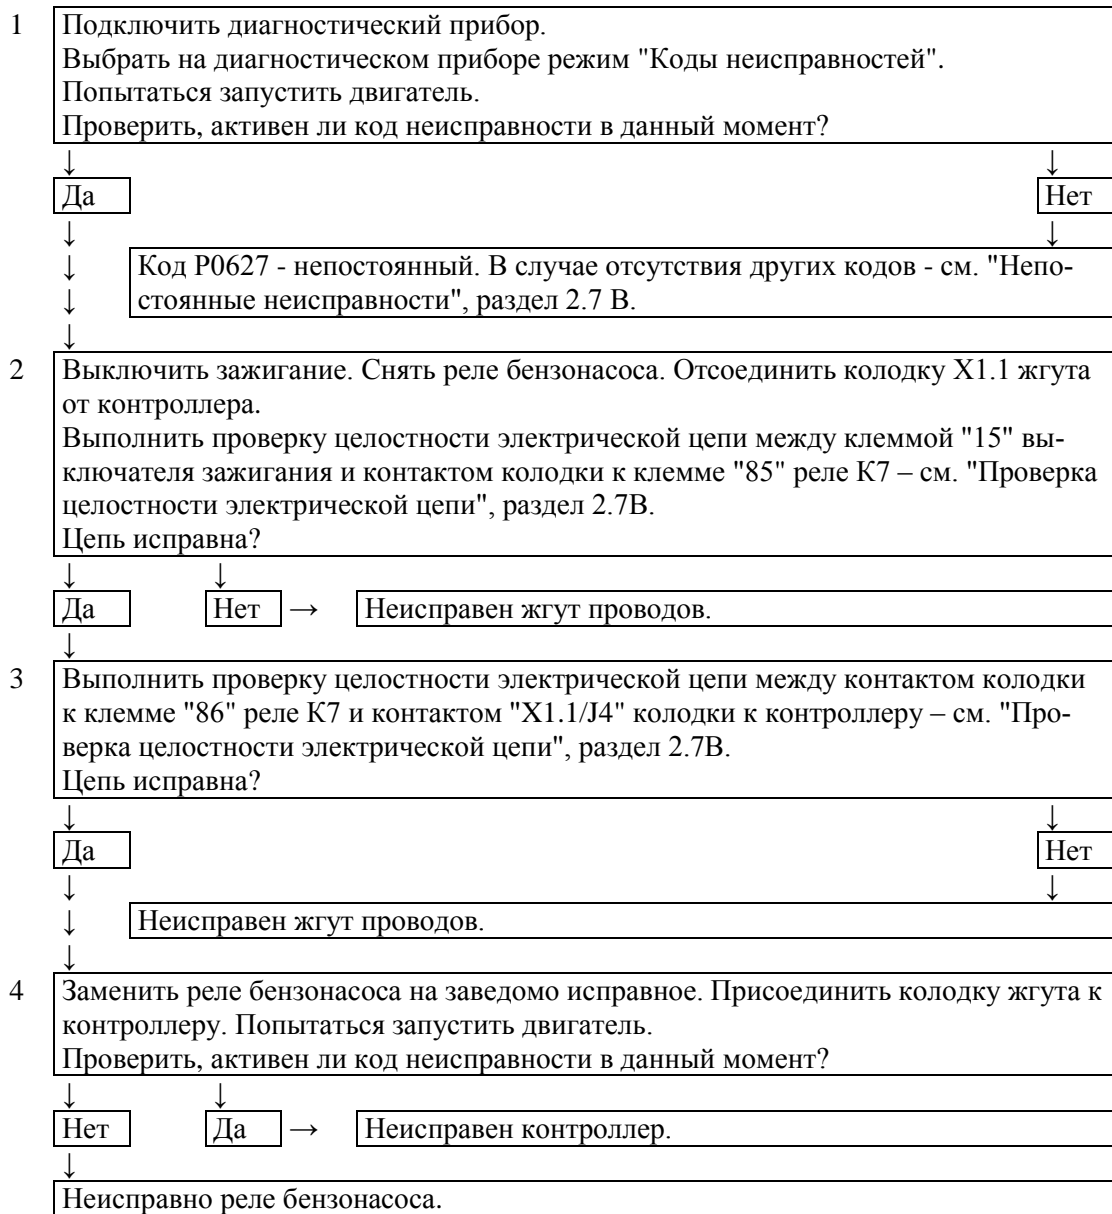 1 Подключить диагностический прибор.
Выбрать на диагностическом приборе режим "Коды неисправностей".
Попытаться запустить двигатель.
Проверить, активен ли код неисправности в данный момент?
↓ ↓
Да Нет
↓ ↓
↓ Код Р0627 - непостоянный. В случае отсутствия других кодов - см. "Непо-
↓ стоянные неисправности", раздел 2.7 В.
↓
2 Выключить зажигание. Снять реле бензонасоса. Отсоединить колодку Х1.1 жгута
от контроллера.
Выполнить проверку целостности электрической цепи между клеммой "15" вы-
ключателя зажигания и контактом колодки к клемме "85" реле К7 – см. "Проверка
целостности электрической цепи", раздел 2.7В.
Цепь исправна?
↓ ↓
Да Нет → Неисправен жгут проводов.
↓
3 Выполнить проверку целостности электрической цепи между контактом колодки
к клемме "86" реле К7 и контактом "Х1.1/J4" колодки к контроллеру – см. "Про-
верка целостности электрической цепи", раздел 2.7В.
Цепь исправна?
↓ ↓
Да Нет
↓ ↓
↓ Неисправен жгут проводов.
↓
4 Заменить реле бензонасоса на заведомо исправное. Присоединить колодку жгута к
контроллеру. Попытаться запустить двигатель.
Проверить, активен ли код неисправности в данный момент?
↓ ↓
Нет Да → Неисправен контроллер.
↓
Неисправно реле бензонасоса.